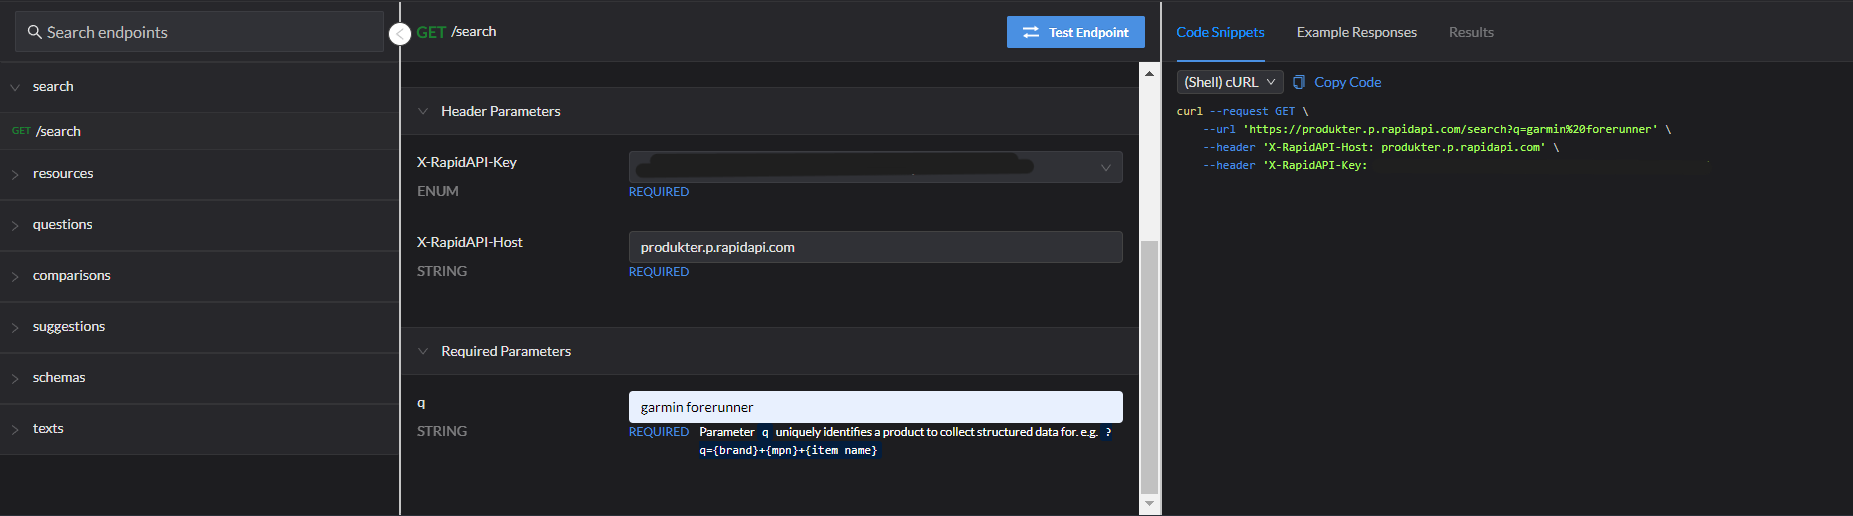 Search endpoints
search
GET /search
resources
questions
comparisons
suggestions
schemas
texts
GET /search
Test Endpoint
Header Parameters
X-RapidAPI-Key
ENUM
REQUIRED
X-RapidAPI-Host
produkter.p.rapidapi.com
STRING
REQUIRED
Required Parameters
q
garmin forerunner
STRING
REQUIRED Parameter q uniquely identifies a product to collect structured data for. e.g. ?
q={brand}+{mpn}+{item name}
Code Snippets Example Responses Results
(Shell) cURL Copy Code
curl --request GET \
--url 'https://produkter.p.rapidapi.com/search?q=garmin%20forerunner' \
--header 'X-RapidAPI-Host: produkter.p.rapidapi.com' \
--header 'X-RapidAPI-Key: